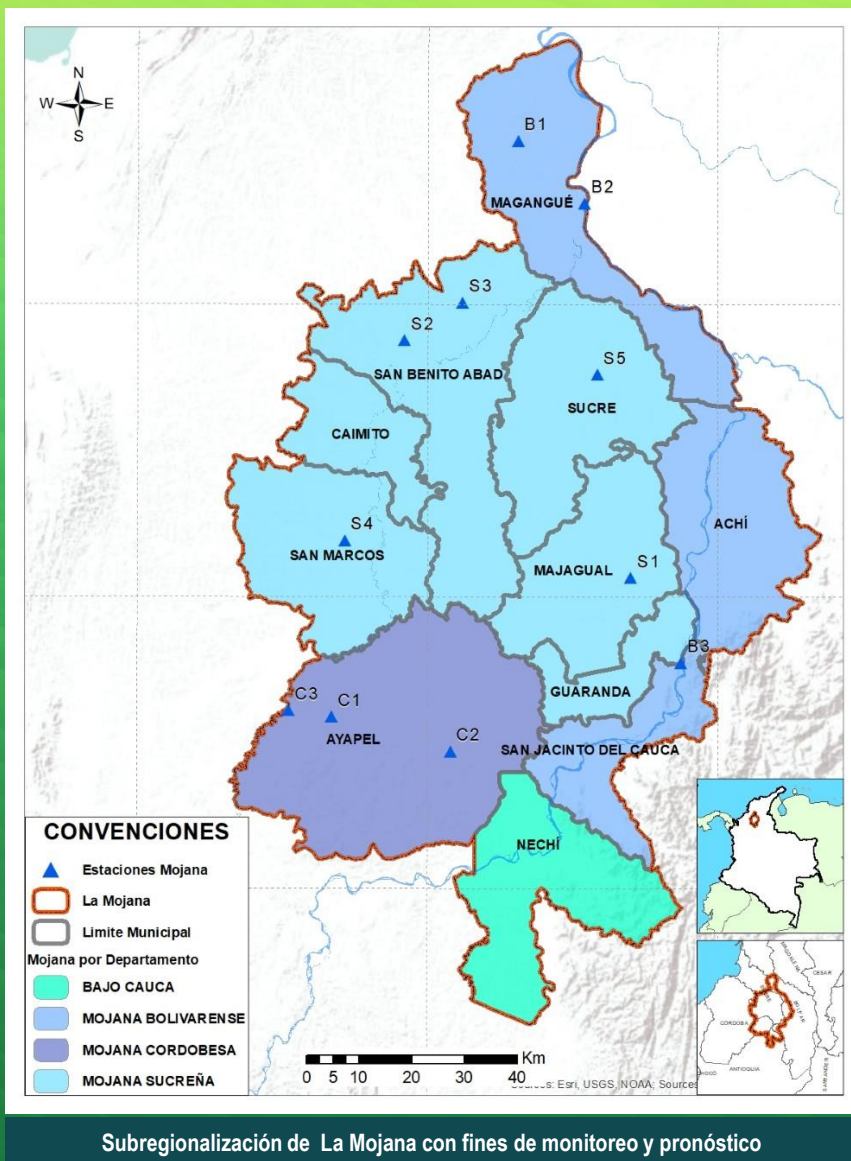 N
W E
S
B1
B2
MAGANGUÉ
S3
S2
SAN BENITO ABAD
S5
SUCRE
CAIMITO
ACHÍ
S4
SAN MARCOS
MAJAGUAL
S1
B3
GUARANDA
C3
C1
AYAPEL
C2
SAN JACINTO DEL CAUCA
NECHÍ
CONVENCIONES
Estaciones Mojana
La Mojana
Limite Municipal
Mojana por Departamento
BAJO CAUCA
MOJANA BOLIVARENSE
MOJANA CORDOBESA
MOJANA SUCREÑA
Km
0 5 10 20 30 40
Sources: Esri, USGS, NOAA; Sources
CESAR
BOLIVAR
CORDOBA
ANTIOQUIA
Subregionalización de La Mojana con fines de monitoreo y pronóstico